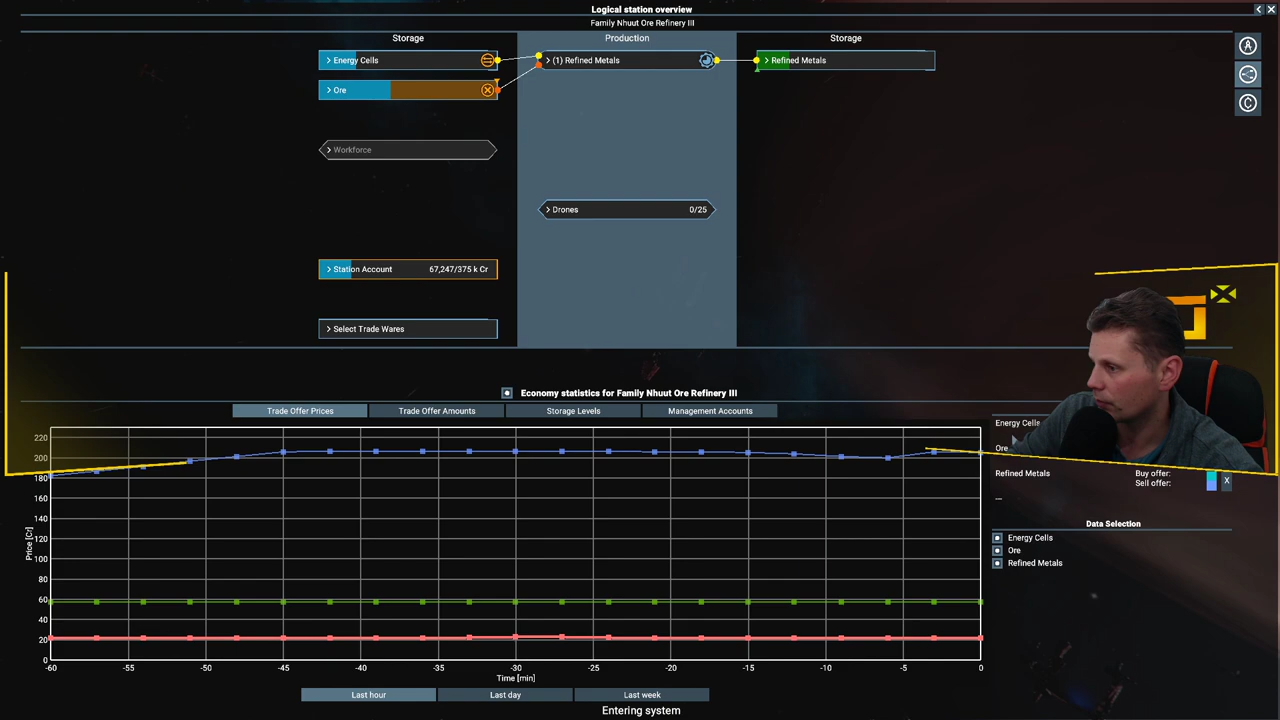 Logical station overview
Family Nhuut Ore Refinery III
Storage
Production
Storage
Energy Cells
(1) Refined Metals
Refined Metals
Ore
Workforce
Drones 0/25
Station Account 67,247/375 k Cr
Select Trade Wares
Economy statistics for Family Nhuut Ore Refinery III
Trade Offer Prices
Trade Offer Amounts
Storage Levels
Management Accounts
Energy Cells
Ore
Refined Metals
Buy offer:
Sell offer:
X
...
Data Selection
Energy Cells
Ore
Refined Metals
Price [Cr]
220
200
180
160
140
120
100
80
60
40
20
0
-60 -55 -50 -45 -40 -35 -30 -25 -20 -15 -10 -5 0
Time [min]
Last hour
Last day
Last week
Entering system